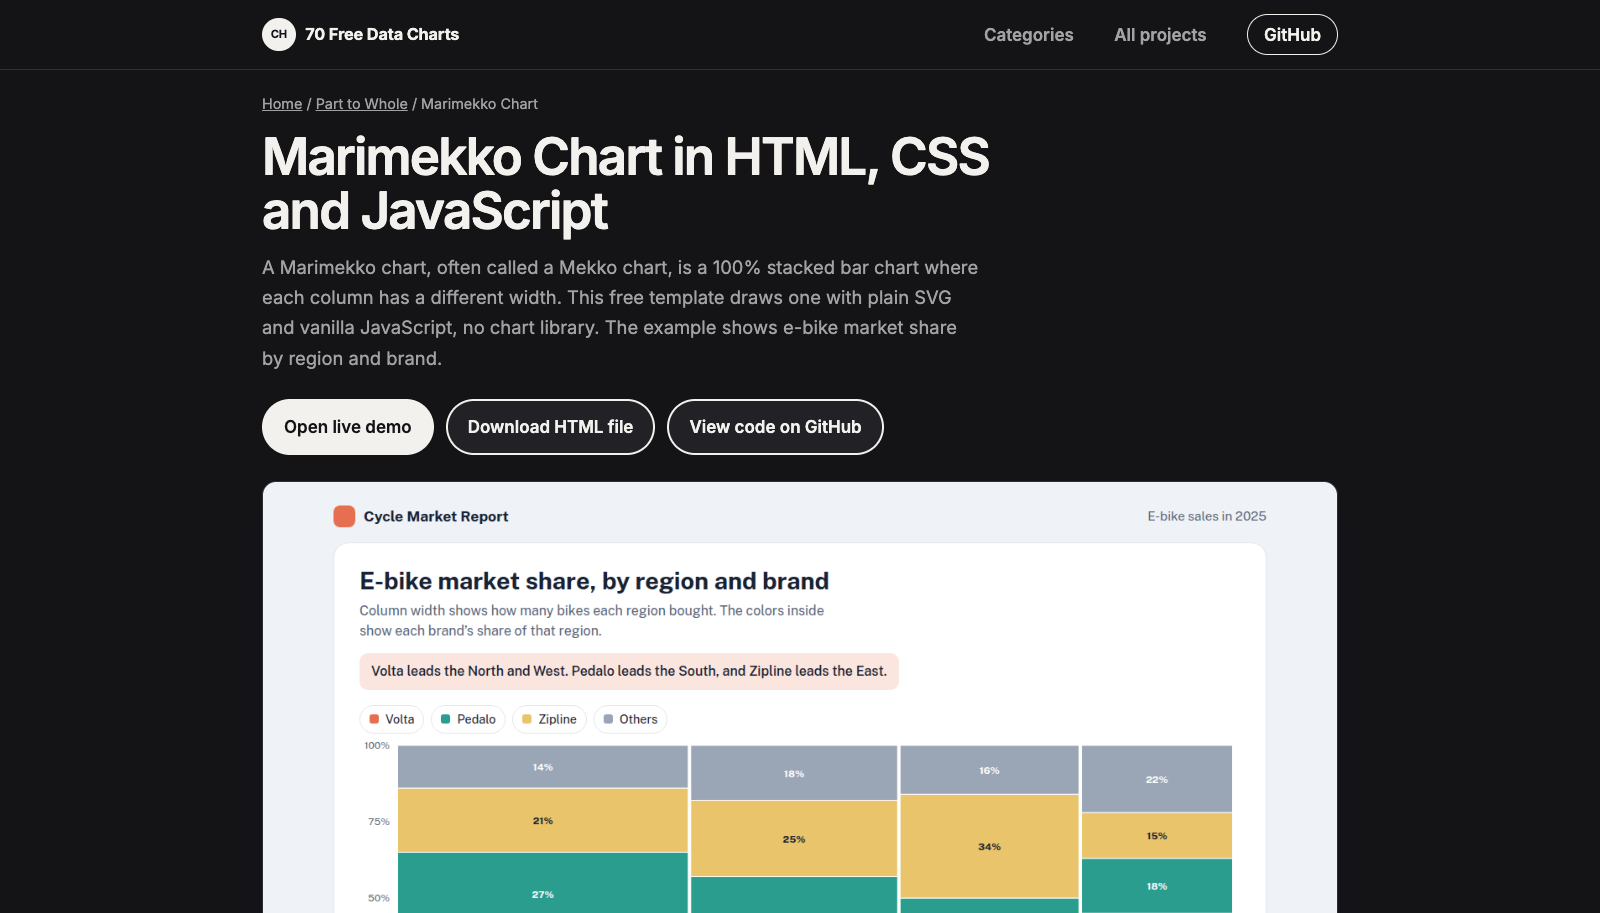 CH 70 Free Data Charts
Categories All projects GitHub
Home / Part to Whole / Marimekko Chart
Marimekko Chart in HTML, CSS
and JavaScript
A Marimekko chart, often called a Mekko chart, is a 100% stacked bar chart where
each column has a different width. This free template draws one with plain SVG
and vanilla JavaScript, no chart library. The example shows e-bike market share
by region and brand.
Open live demo Download HTML file View code on GitHub
Cycle Market Report E-bike sales in 2025
E-bike market share, by region and brand
Column width shows how many bikes each region bought. The colors inside
show each brand's share of that region.
Volta leads the North and West. Pedalo leads the South, and Zipline leads the East.
Volta Pedalo Zipline Others
100%
14% 18% 16% 22%
75% 21% 25% 34% 15%
50% 27% 18%